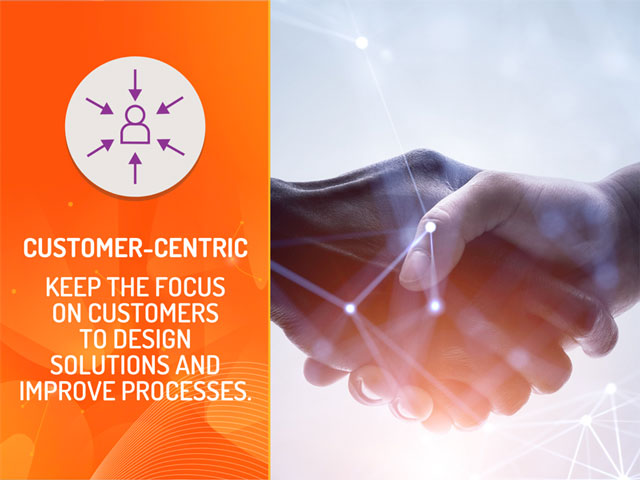 CUSTOMER-CENTRIC
KEEP THE FOCUS
ON CUSTOMERS
TO DESIGN
SOLUTIONS AND
IMPROVE PROCESSES.